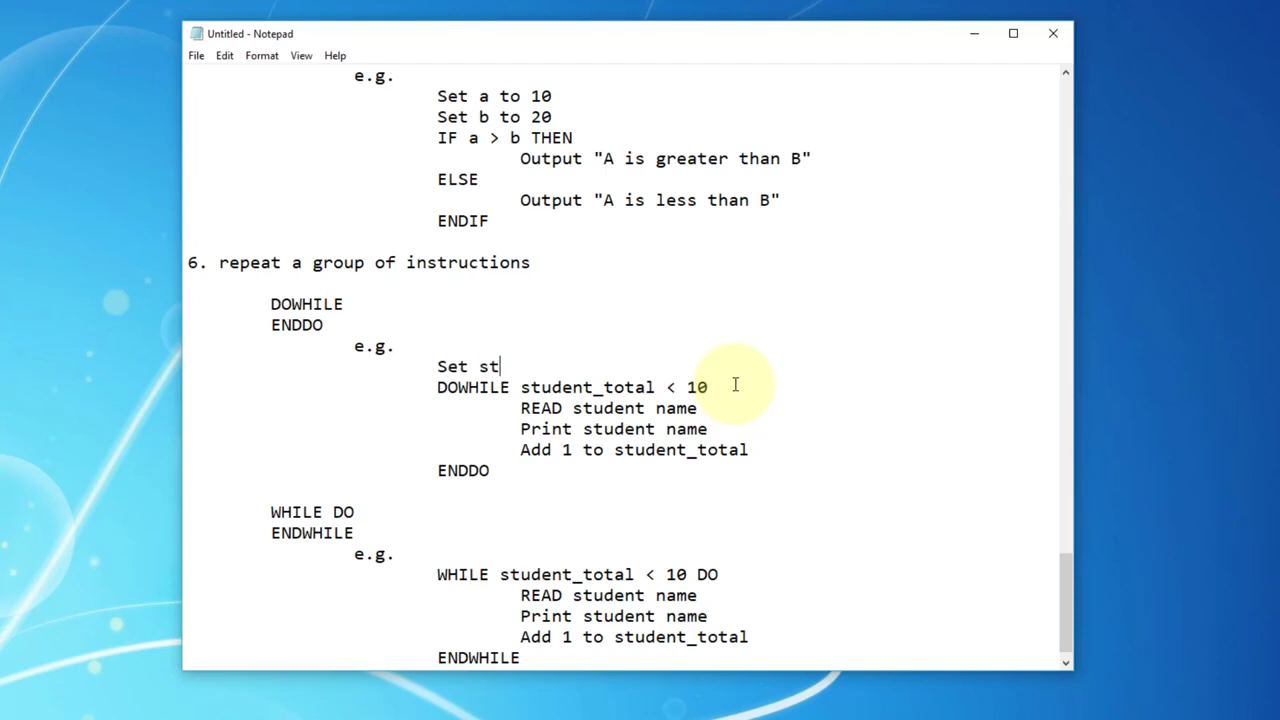 Untitled - Notepad
File Edit Format View Help
e.g.
Set a to 10
Set b to 20
IF a > b THEN
Output "A is greater than B"
ELSE
Output "A is less than B"
ENDIF
6. repeat a group of instructions
DOWHILE
ENDDO
e.g.
Set st
DOWHILE student_total < 10
READ student name
Print student name
Add 1 to student_total
ENDDO
WHILE DO
ENDWHILE
e.g.
WHILE student_total < 10 DO
READ student name
Print student name
Add 1 to student_total
ENDWHILE